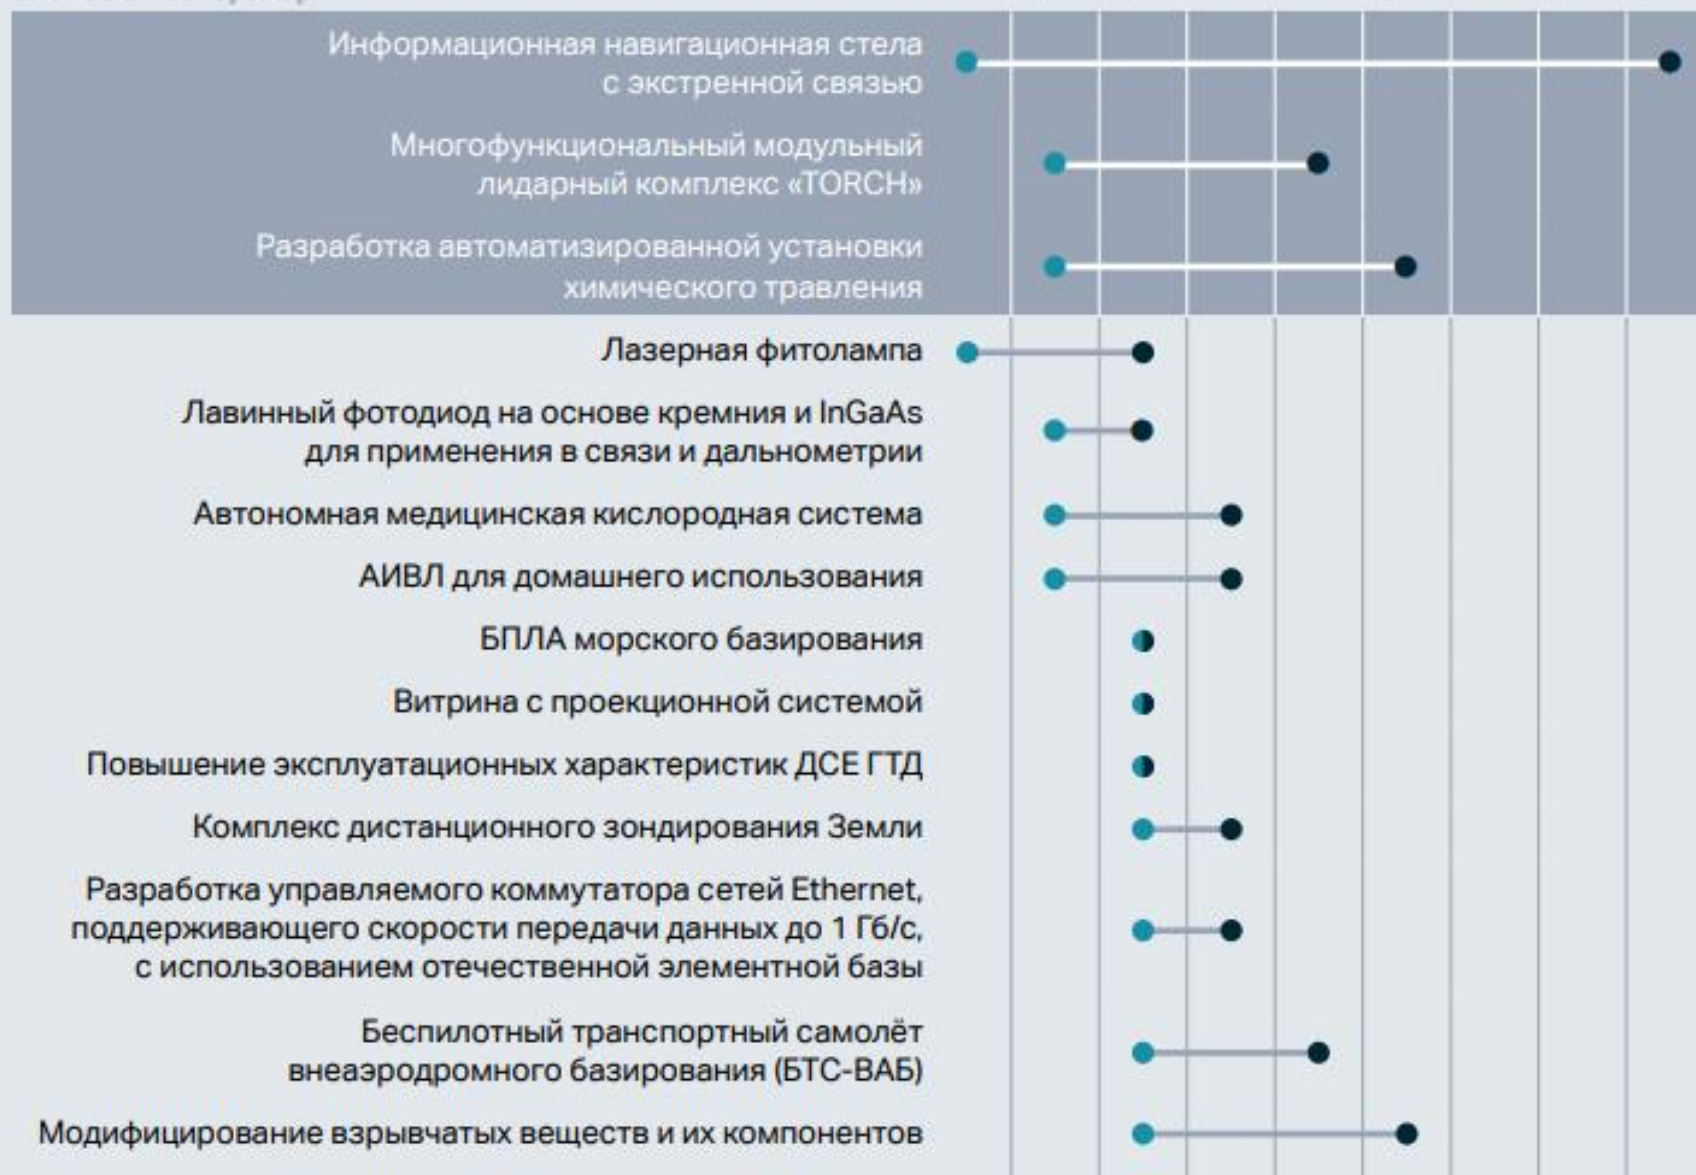 Информационная навигационная стела
с экстренной связью
Многофункциональный модульный
лидарный комплекс «TORCH»
Разработка автоматизированной установки
химического травления
Лазерная фитолампа
Лавинный фотодиод на основе кремния и InGaAs
для применения в связи и дальнометрии
Автономная медицинская кислородная система
АИВЛ для домашнего использования
БПЛА морского базирования
Витрина с проекционной системой
Повышение эксплуатационных характеристик ДСЕ ГТД
Комплекс дистанционного зондирования Земли
Разработка управляемого коммутатора сетей Ethernet,
поддерживающего скорости передачи данных до 1 Гб/с,
с использованием отечественной элементной базы
Беспилотный транспортный самолёт
внеаэродромного базирования (БТС-ВАБ)
Модифицирование взрывчатых веществ и их компонентов